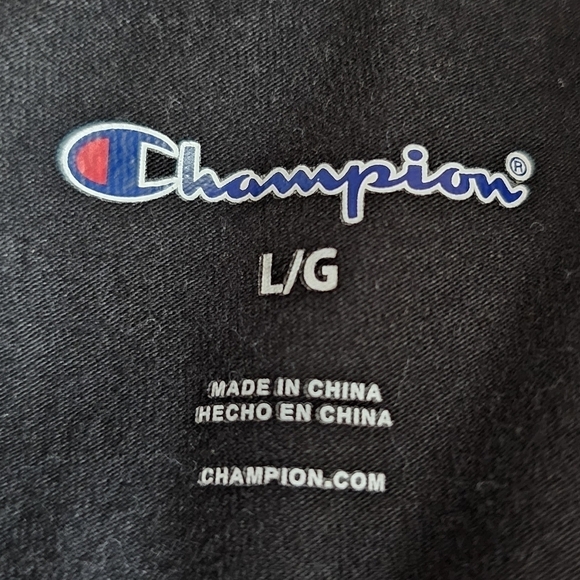 Champion®
L/G
MADE IN CHINA
HECHO EN CHINA
CHAMPION.COM